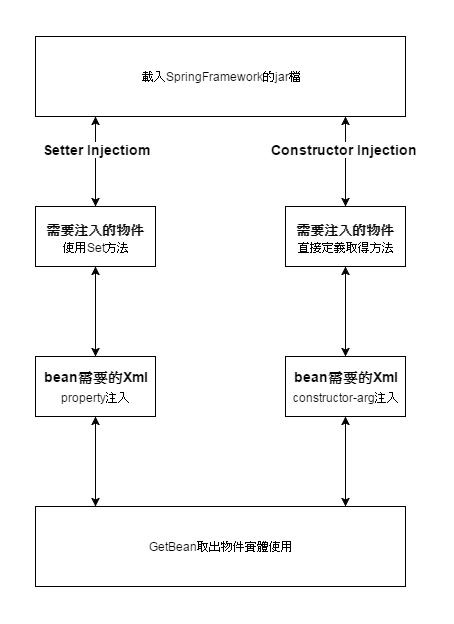 載入SpringFramework的jar檔
Setter Injectiom
Constructor Injection
需要注入的物件
使用Set方法
需要注入的物件
直接定義取得方法
bean需要的Xml
property注入
bean需要的Xml
constructor-arg注入
GetBean取出物件實體使用